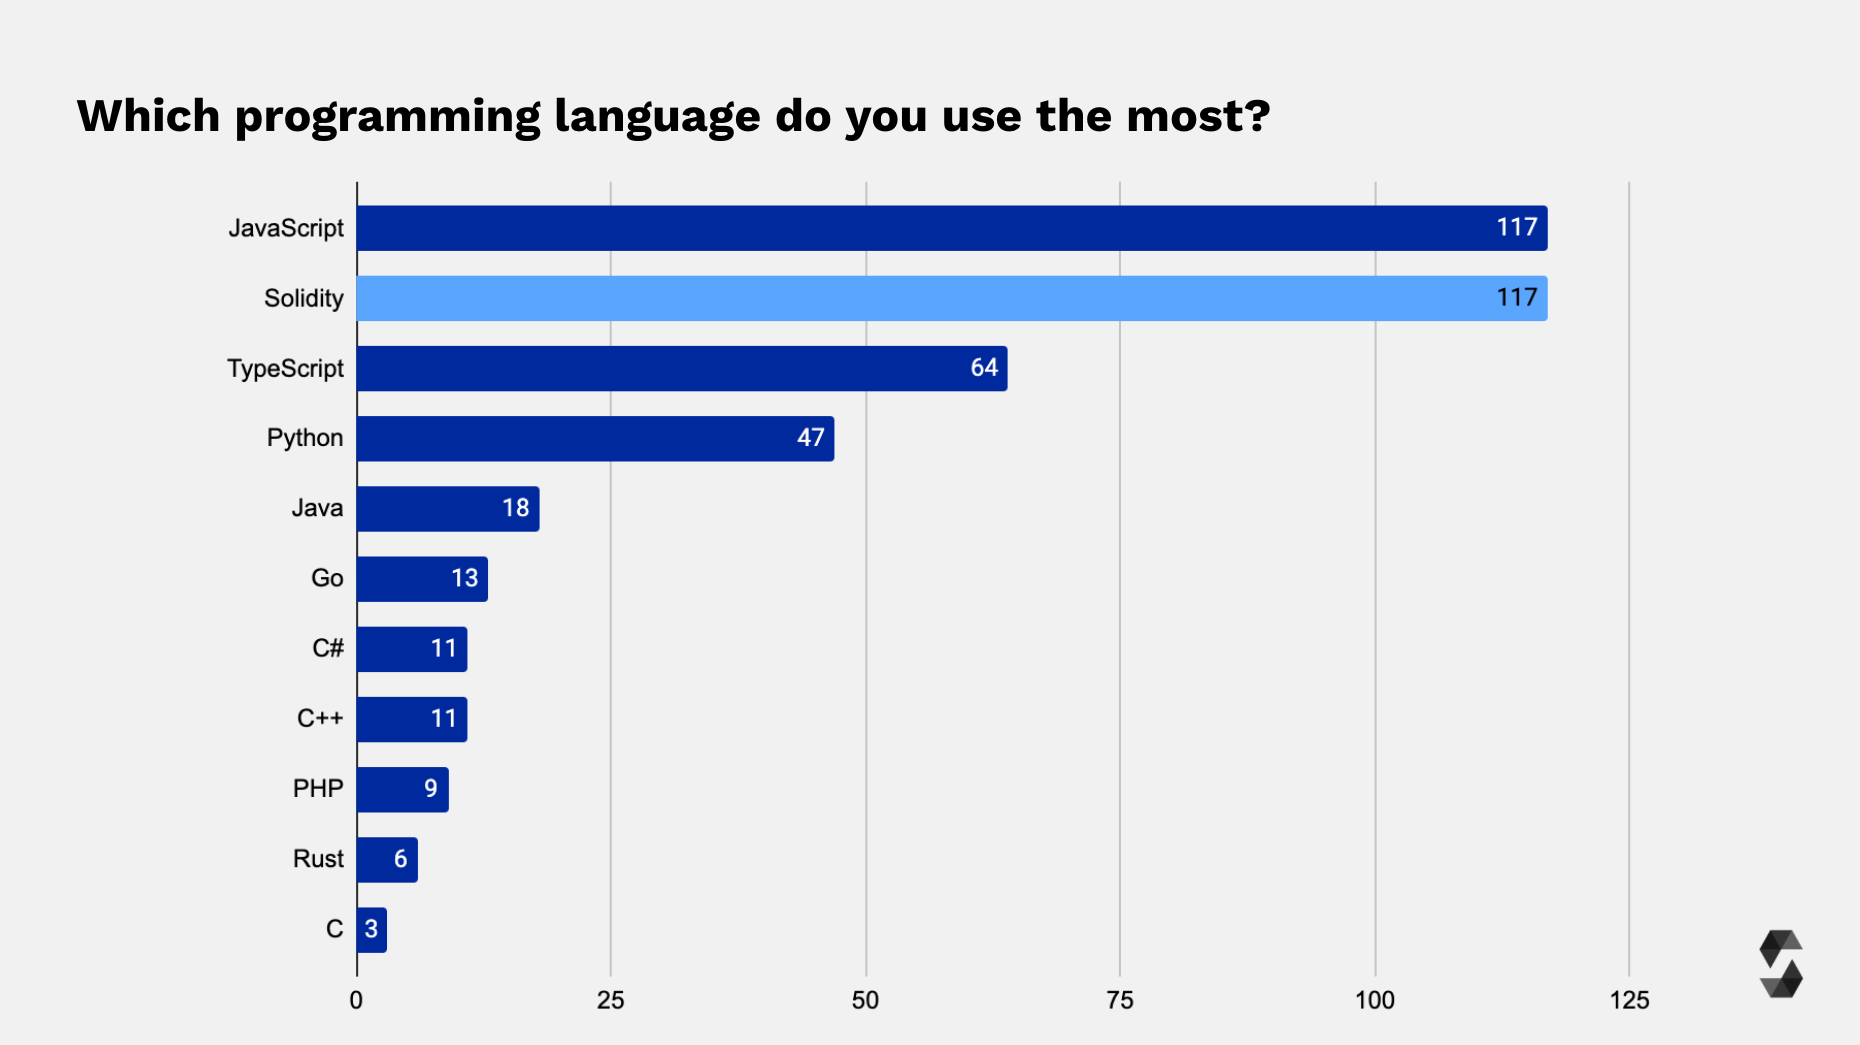 Which programming language do you use the most?
JavaScript 117
Solidity 117
TypeScript 64
Python 47
Java 18
Go 13
C# 11
C++ 11
PHP 9
Rust 6
C 3
0 25 50 75 100 125